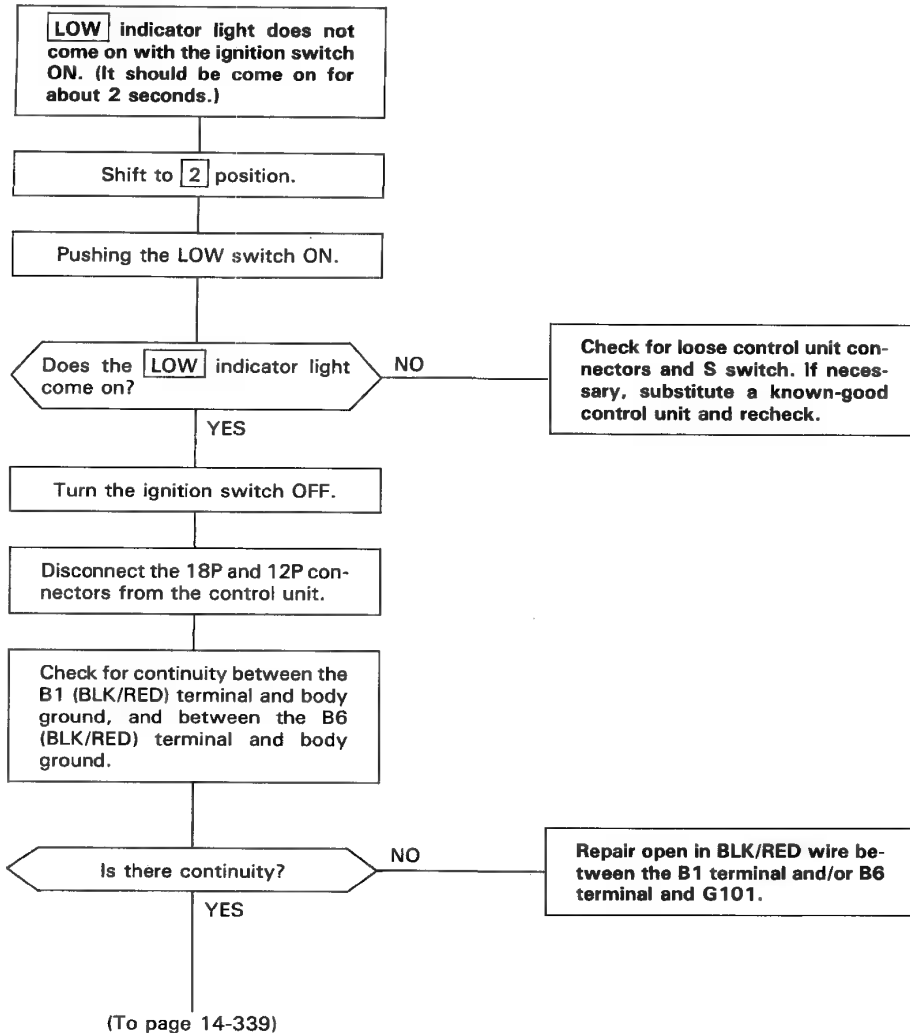 LOW indicator light does not
come on with the ignition switch
ON. (It should be come on for
about 2 seconds.)
Shift to 2 position.
Pushing the LOW switch ON.
Does the LOW indicator light
come on?
NO
Check for loose control unit con-
nectors and S switch. If neces-
sary, substitute a known-good
control unit and recheck.
YES
Turn the ignition switch OFF.
Disconnect the 18P and 12P con-
nectors from the control unit.
Check for continuity between the
B1 (BLK/RED) terminal and body
ground, and between the B6
(BLK/RED) terminal and body
ground.
Is there continuity?
NO
Repair open in BLK/RED wire be-
tween the B1 terminal and/or B6
terminal and G101.
YES
(To page 14-339)